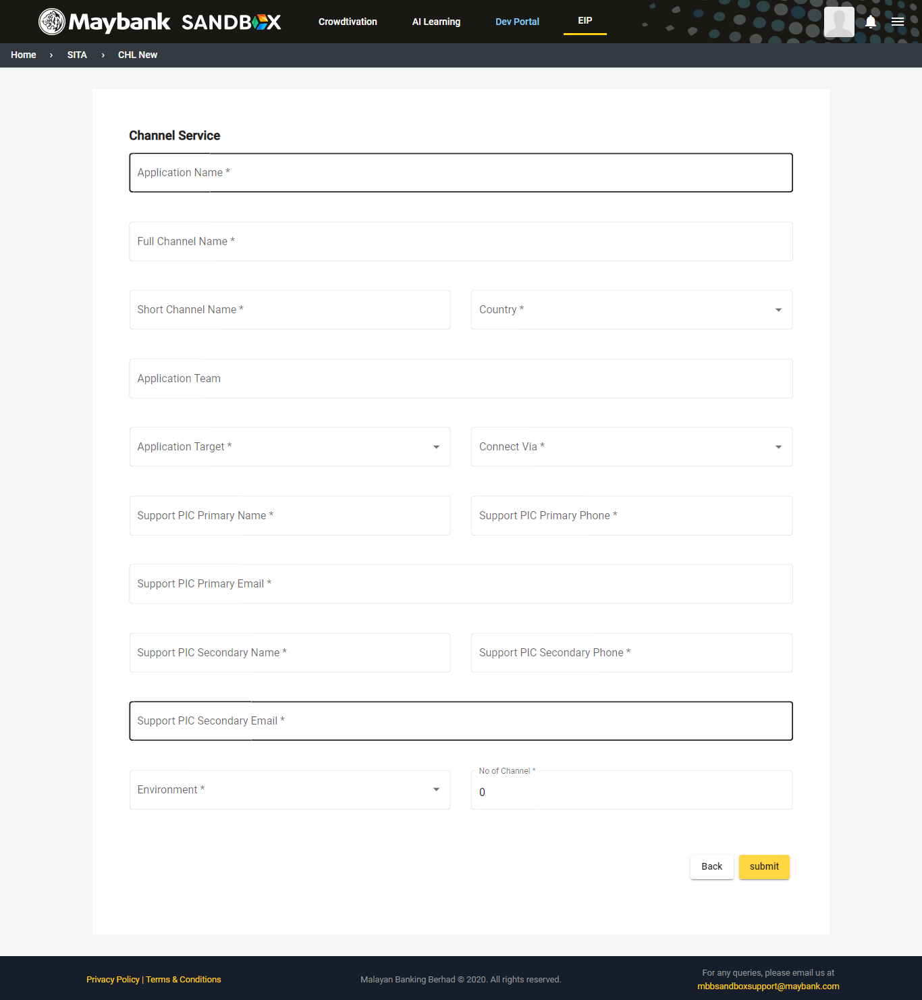 Maybank SANDBOX Crowdtivation AI Learning Dev Portal EIP
Home › SITA › CHL New
Channel Service
Application Name *
Full Channel Name *
Short Channel Name * Country *
Application Team
Application Target * Connect Via *
Support PIC Primary Name * Support PIC Primary Phone *
Support PIC Primary Email *
Support PIC Secondary Name * Support PIC Secondary Phone *
Support PIC Secondary Email *
No of Channel *
Environment * 0
Back submit
For any queries, please email us at
Privacy Policy | Terms & Conditions Malayan Banking Berhad © 2020. All rights reserved.
mbbsandboxsupport@maybank.com